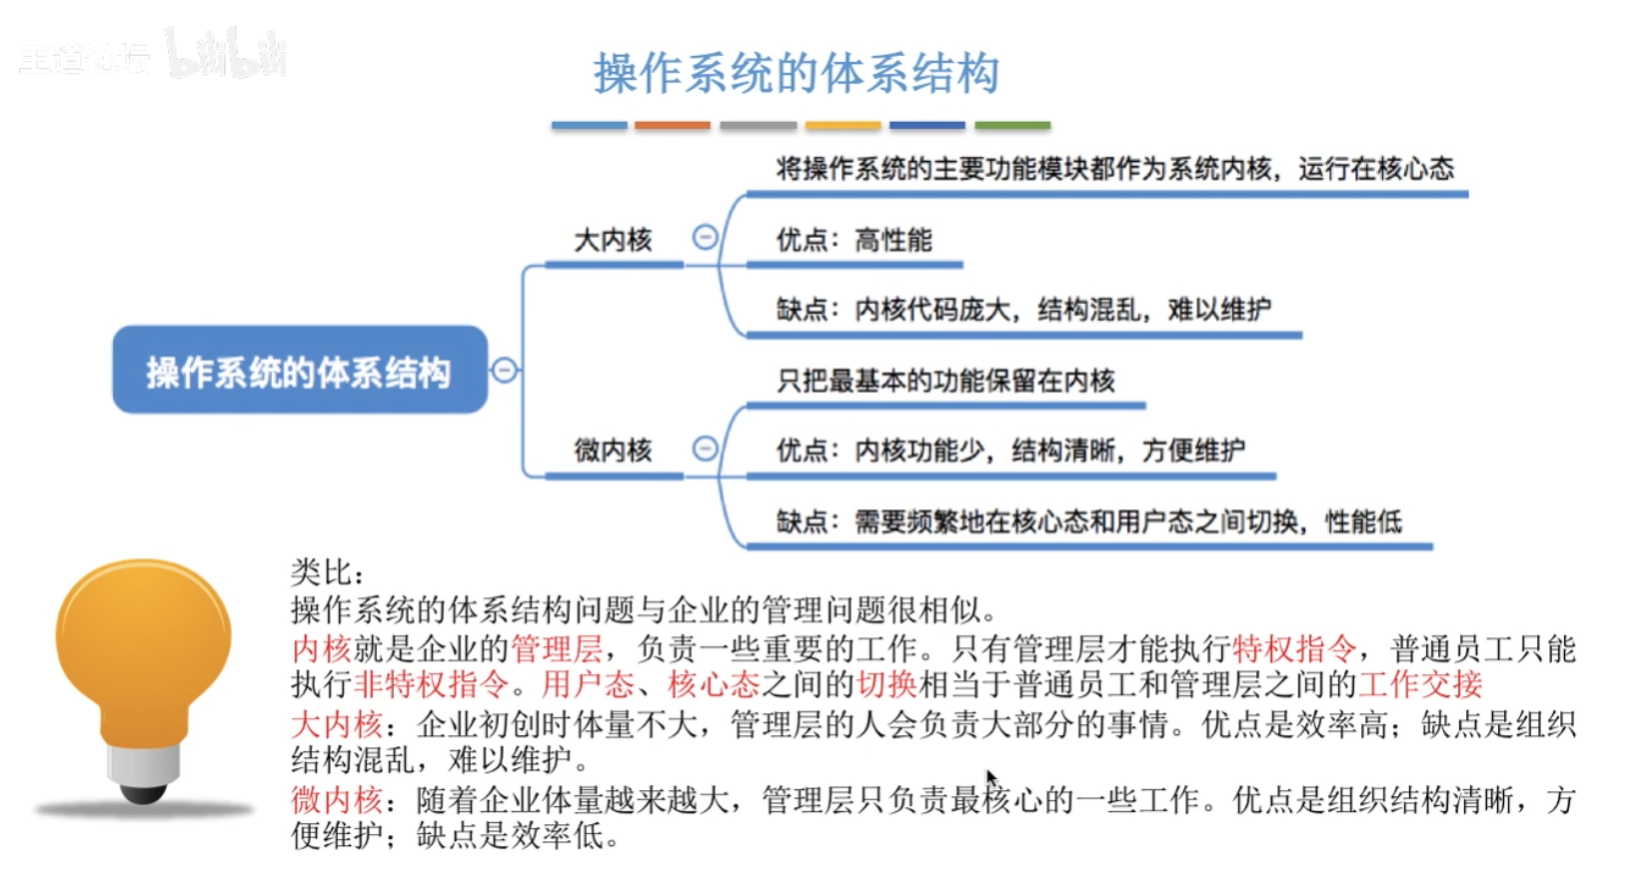 王道论坛 bilibili
操作系统的体系结构
将操作系统的主要功能模块都作为系统内核，运行在核心态
大内核
优点：高性能
缺点：内核代码庞大，结构混乱，难以维护
操作系统的体系结构
只把最基本的功能保留在内核
微内核
优点：内核功能少，结构清晰，方便维护
缺点：需要频繁地在核心态和用户态之间切换，性能低
类比：
操作系统的体系结构问题与企业的管理问题很相似。
内核就是企业的管理层，负责一些重要的工作。只有管理层才能执行特权指令，普通员工只能
执行非特权指令。用户态、核心态之间的切换相当于普通员工和管理层之间的工作交接
大内核：企业初创时体量不大，管理层的人会负责大部分的事情。优点是效率高；缺点是组织
结构混乱，难以维护。
微内核：随着企业体量越来越大，管理层只负责最核心的一些工作。优点是组织结构清晰，方
便维护；缺点是效率低。